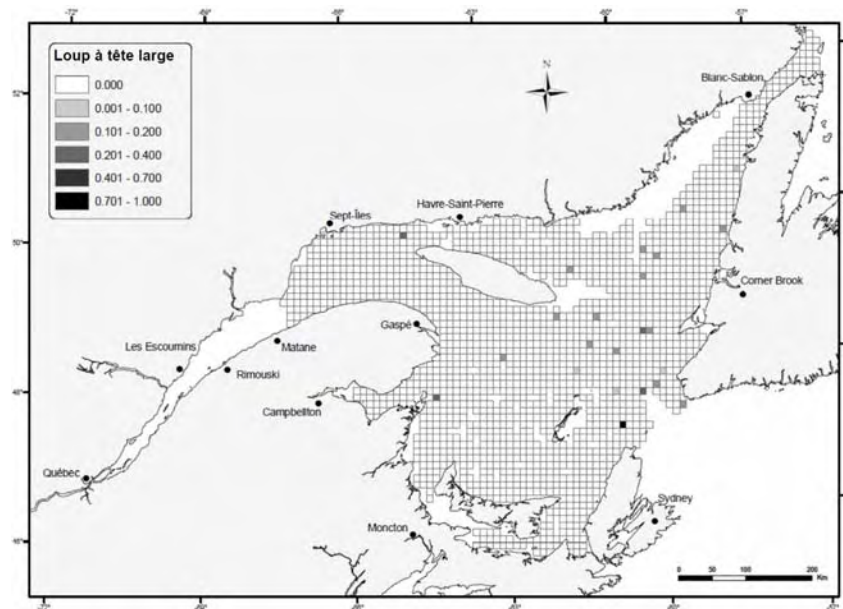 Loup à tête large
0.000
0.001 - 0.100
0.101 - 0.200
0.201 - 0.400
0.401 - 0.700
0.701 - 1.000
N
Blanc-Sablon
Sept-Îles
Havre-Saint-Pierre
Corner Brook
Gaspé
Les Escoumins
Matane
Rimouski
Campbellton
Québec
Sydney
Moncton
0 50 100 200
Km